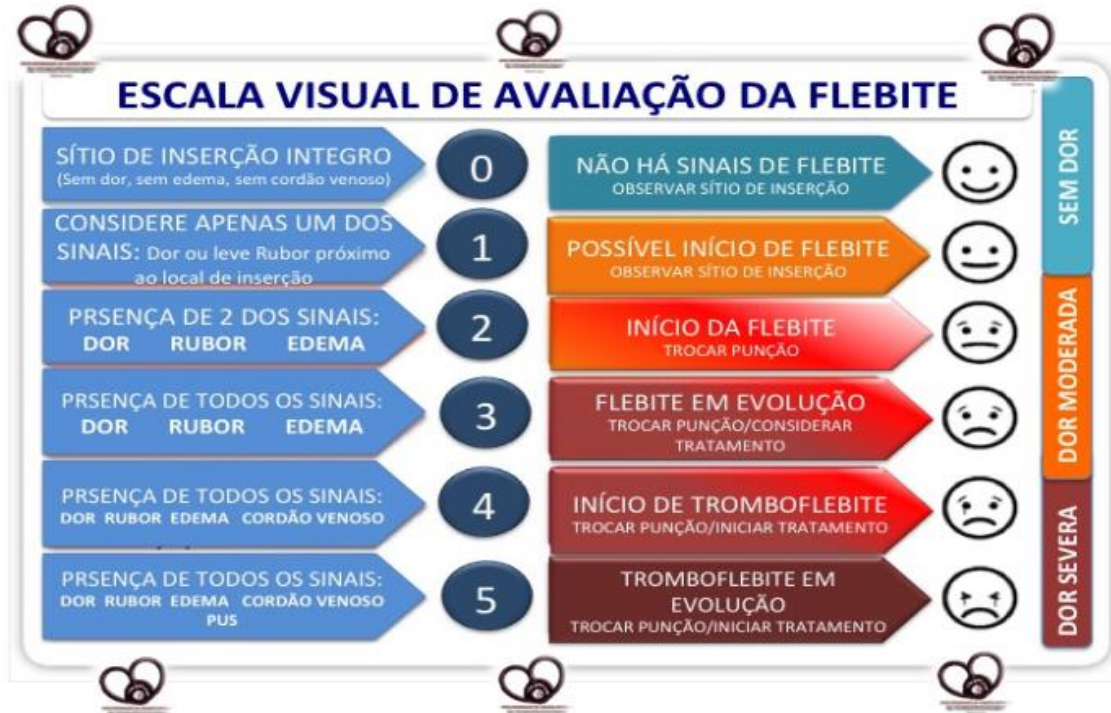 ESCALA VISUAL DE AVALIAÇÃO DA FLEBITE
SÍTIO DE INSERÇÃO INTEGRO
(Sem dor, sem edema, sem cordão venoso)
0
NÃO HÁ SINAIS DE FLEBITE
OBSERVAR SÍTIO DE INSERÇÃO
CONSIDERE APENAS UM DOS
SINAIS: Dor ou leve Rubor próximo
ao local de inserção
1
POSSÍVEL INÍCIO DE FLEBITE
OBSERVAR SÍTIO DE INSERÇÃO
PRSENÇA DE 2 DOS SINAIS:
DOR RUBOR EDEMA
2
INÍCIO DA FLEBITE
TROCAR PUNÇÃO
PRSENÇA DE TODOS OS SINAIS:
DOR RUBOR EDEMA
3
FLEBITE EM EVOLUÇÃO
TROCAR PUNÇÃO/CONSIDERAR
TRATAMENTO
PRSENÇA DE TODOS OS SINAIS:
DOR RUBOR EDEMA CORDÃO VENOSO
4
INÍCIO DE TROMBOFLEBITE
TROCAR PUNÇÃO/INICIAR TRATAMENTO
PRSENÇA DE TODOS OS SINAIS:
DOR RUBOR EDEMA CORDÃO VENOSO
PUS
5
TROMBOFLEBITE EM
EVOLUÇÃO
TROCAR PUNÇÃO/INICIAR TRATAMENTO
SEM DOR
DOR MODERADA
DOR SEVERA